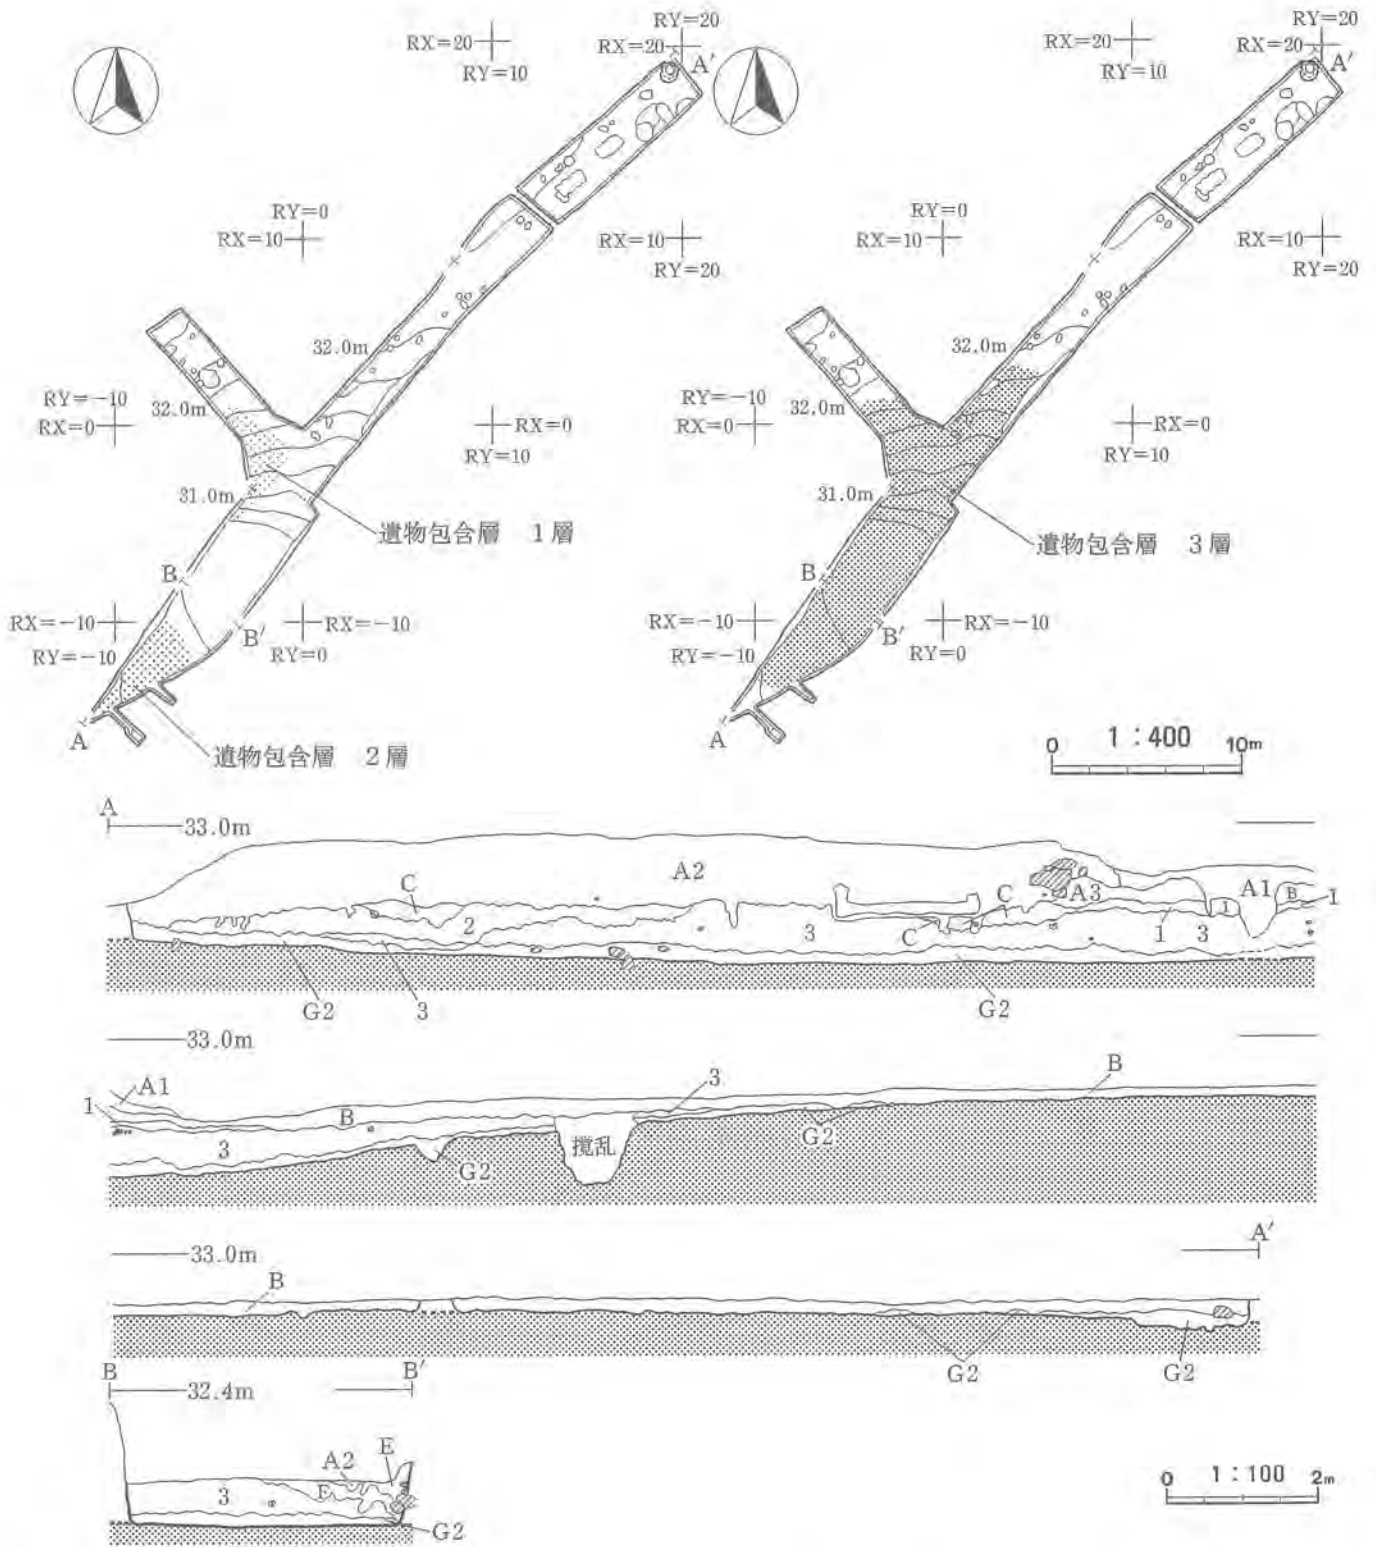 RY=20
RX=20
RX=20
RY=10
A′
RY=0
RX=10
RX=10
RY=20
32.0m
RY=−10
32.0m
RX=0
RX=0
RY=10
31.0m
遺物包含層 1層
B
RX=−10
RX=−10
B′
RY=−10
RY=0
A
遺物包含層 2層
RY=20
RX=20
RX=20
RY=10
A′
RY=0
RX=10
RX=10
RY=20
32.0m
RY=−10
32.0m
RX=0
RX=0
RY=10
31.0m
遺物包含層 3層
B
RX=−10
RX=−10
B′
RY=−10
RY=0
A
0 1:400 10m
A
33.0m
A2
C
A3
C
A1
B
1
1
2
3
C
1
3
G2
3
G2
33.0m
A1
1
B
3
B
3
G2
撹乱
G2
33.0m
A′
B
G2
G2
B
B′
32.4m
E
A2
3
E
G2
0 1:100 2m